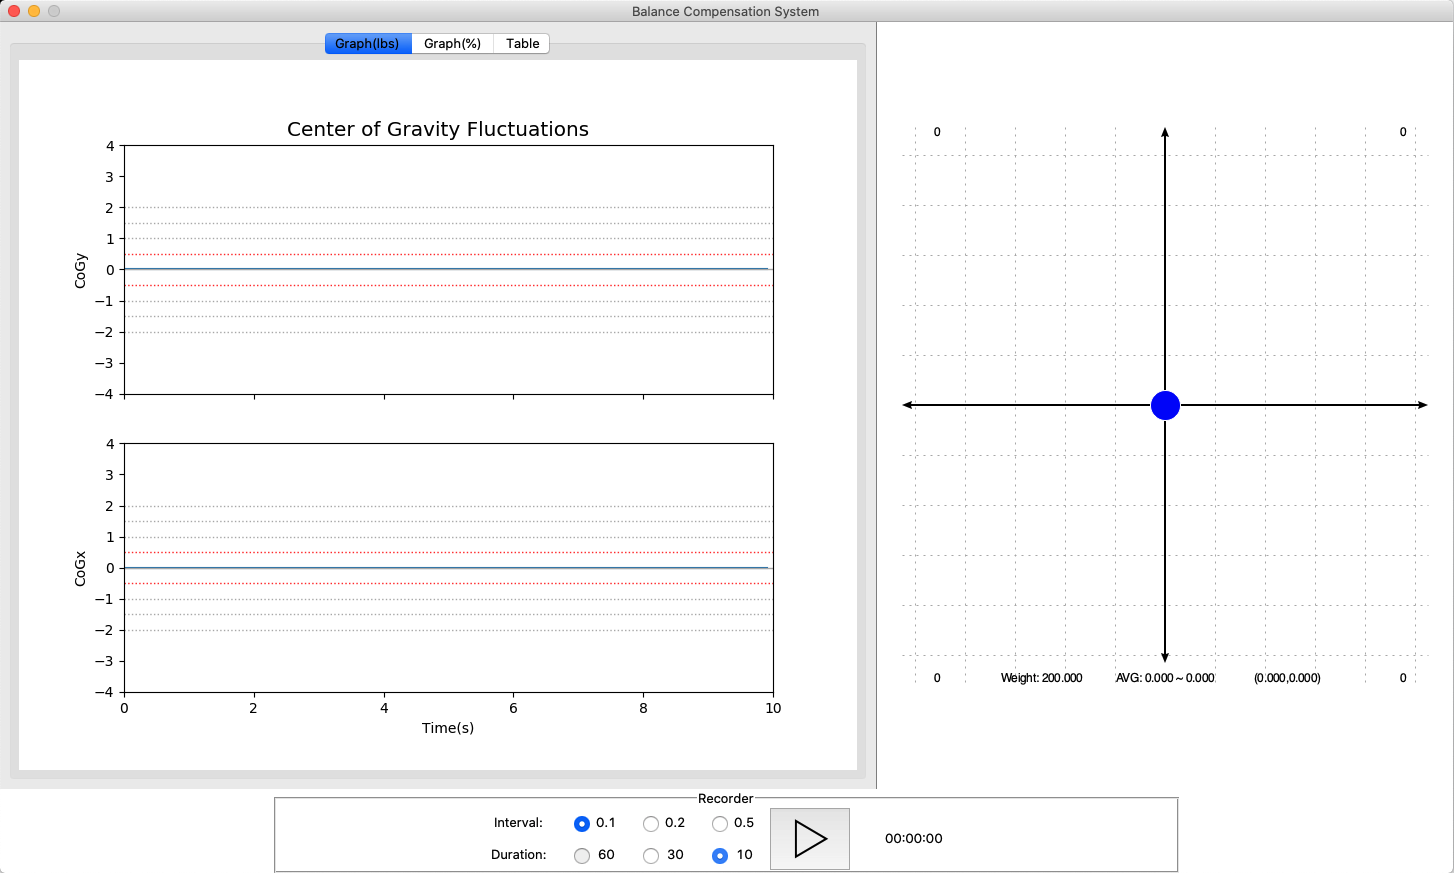 Balance Compensation System
Graph(lbs) Graph(%) Table
Center of Gravity Fluctuations
4
3
2
1
0
−1
−2
−3
−4
CoGy
4
3
2
1
0
−1
−2
−3
−4
CoGx
0 2 4 6 8 10
Time(s)
0 0
0 Weight: 200.000 AVG: 0.000 ~ 0.000 (0.000,0.000) 0
Recorder
Interval: 0.1 0.2 0.5
Duration: 60 30 10
00:00:00